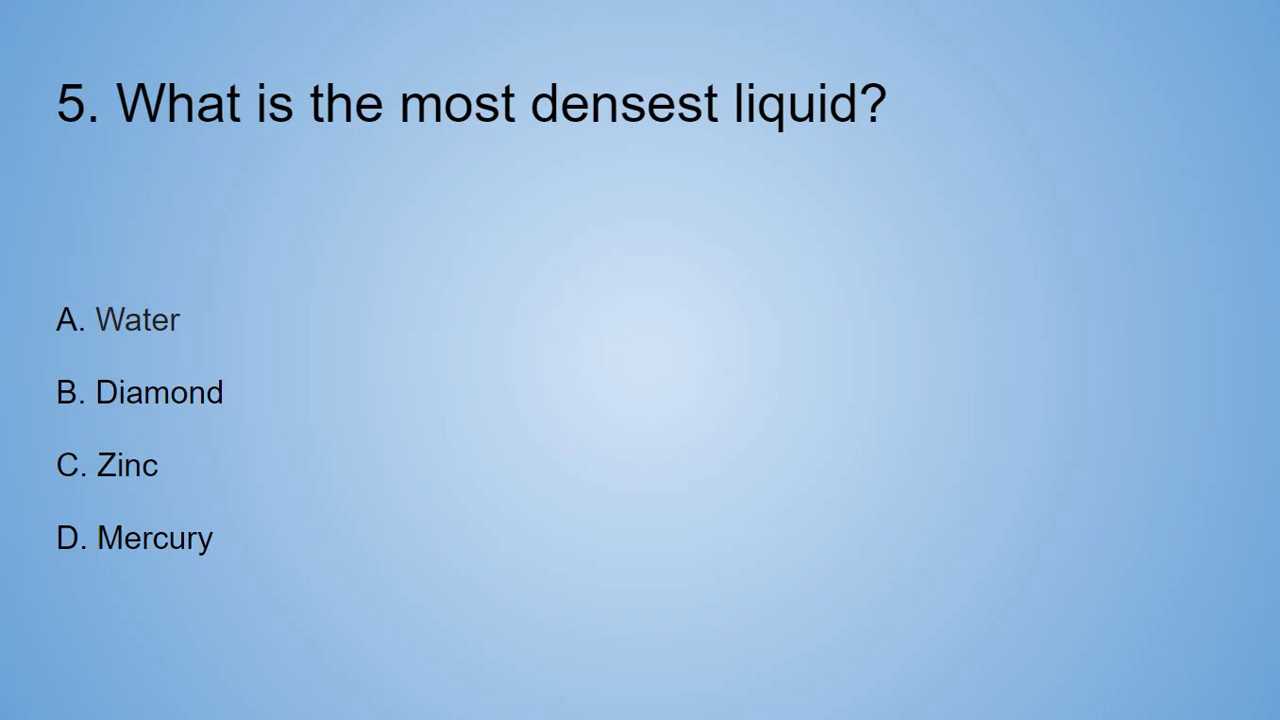 5. What is the most densest liquid?
A. Water
B. Diamond
C. Zinc
D. Mercury